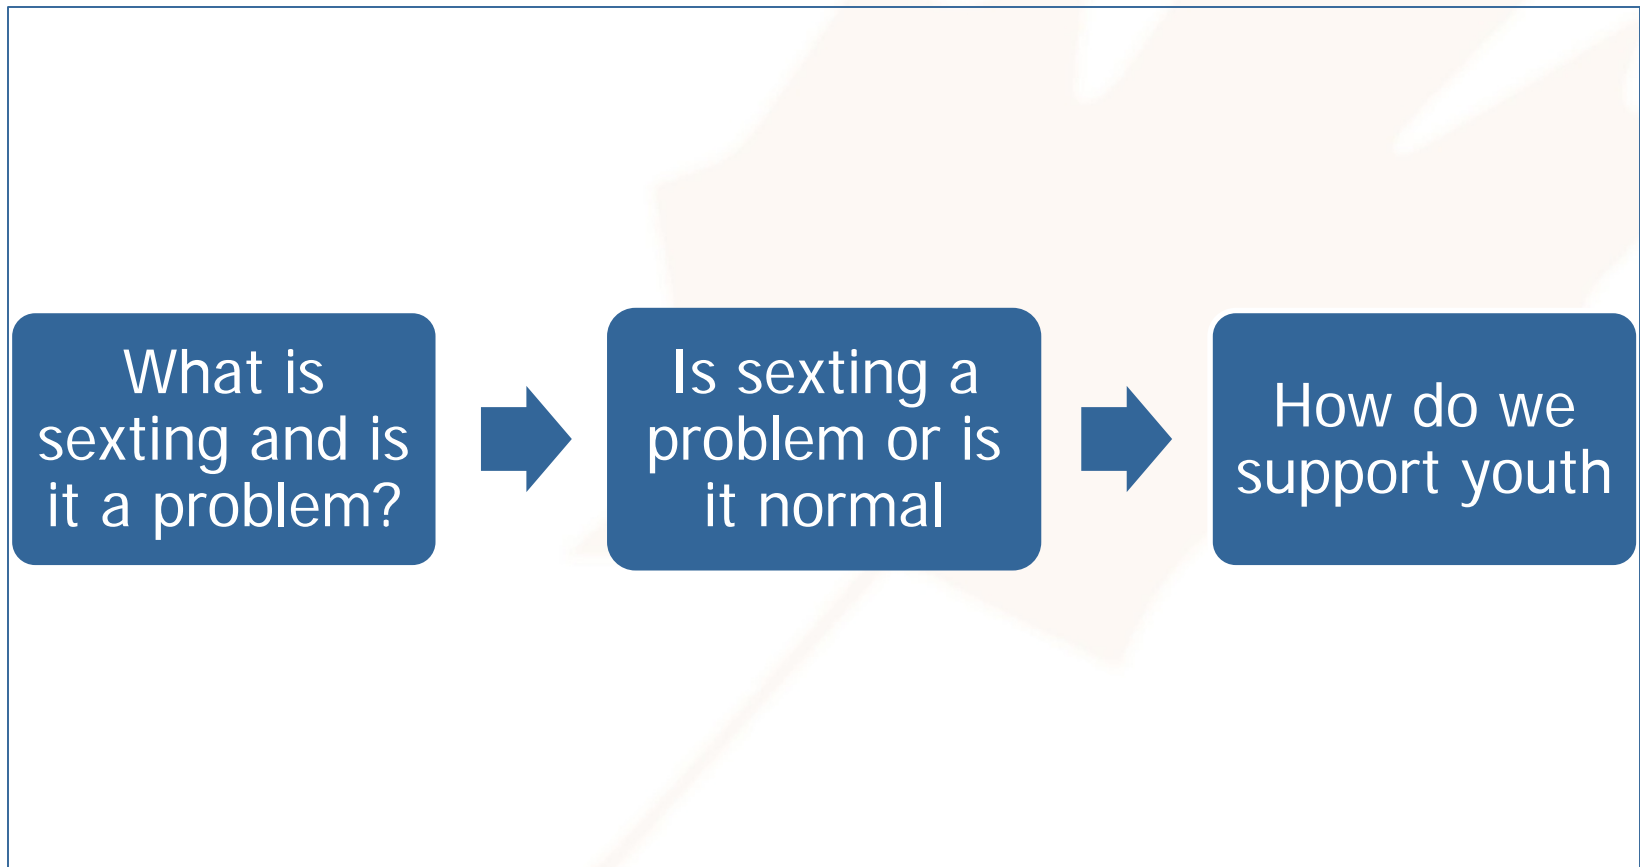 What is
sexting and is
it a problem?
Is sexting a
problem or is
it normal
How do we
support youth